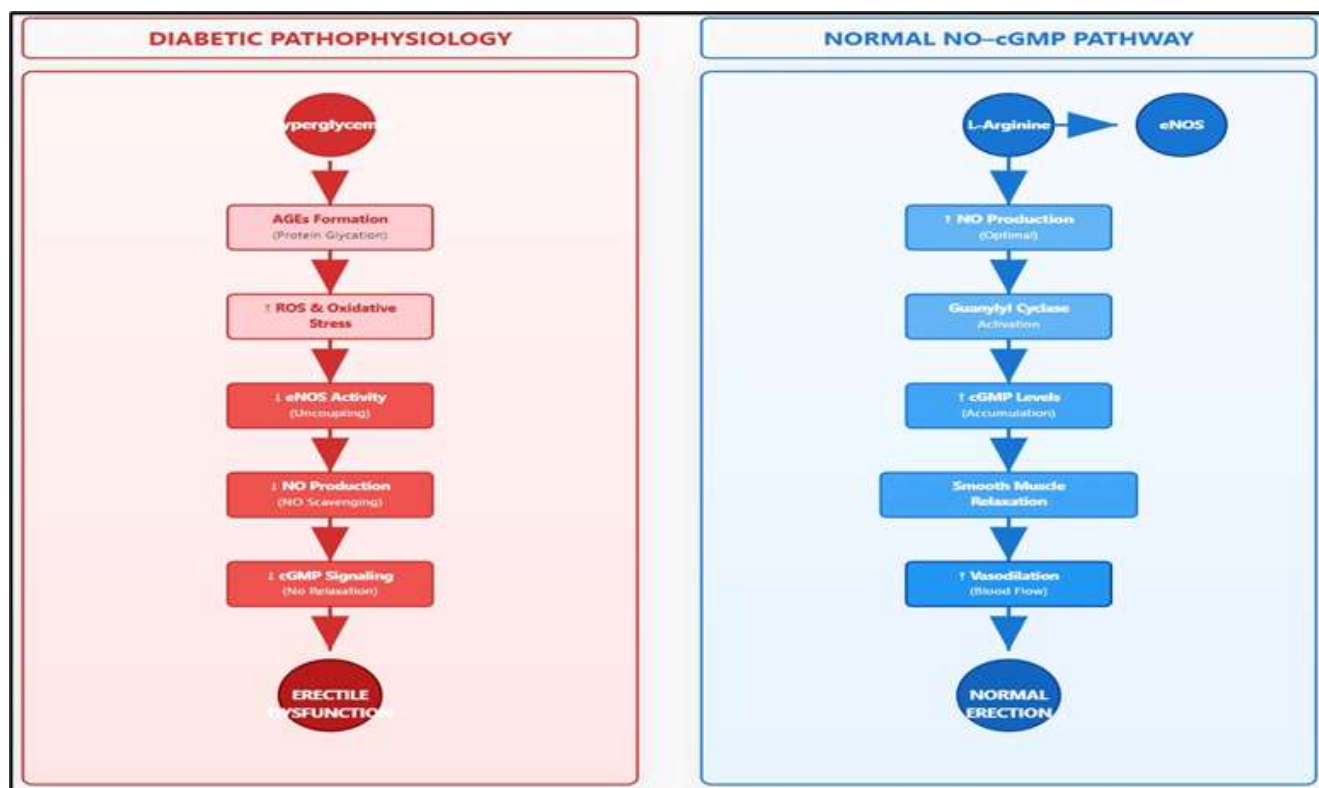 DIABETIC PATHOPHYSIOLOGY
yperglycem
AGEs Formation
(Protein Glycation)
↑ ROS & Oxidative
Stress
↓ eNOS Activity
(Uncoupling)
↓ NO Production
(NO Scavenging)
↓ cGMP Signaling
(No Relaxation)
ERECTILE
DYSFUNCTION
NORMAL NO–cGMP PATHWAY
L-Arginine
eNOS
↑ NO Production
(Optimal)
Guanylyl Cyclase
Activation
↑ cGMP Levels
(Accumulation)
Smooth Muscle
Relaxation
↑ Vasodilation
(Blood Flow)
NORMAL
ERECTION